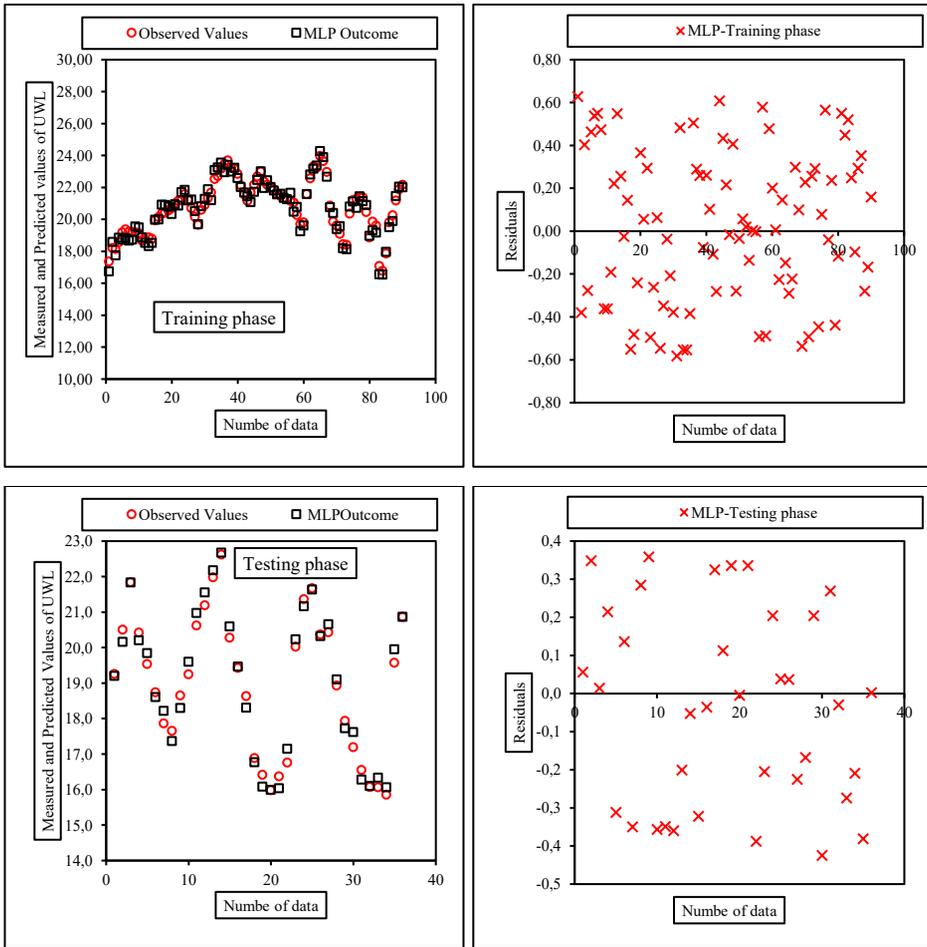 Observed Values MLP Outcome
Measured and Predicted values of UWL
30,00
28,00
26,00
24,00
22,00
20,00
18,00
16,00
14,00
12,00
10,00
Training phase
0 20 40 60 80 100
Numbe of data
MLP-Training phase
Residuals
0,80
0,60
0,40
0,20
0,00
-0,20
-0,40
-0,60
-0,80
0 20 40 60 80 100
Numbe of data
Observed Values MLPOutcome
Measured and Predicted Values of UWL
23,0
22,0
21,0
20,0
19,0
18,0
17,0
16,0
15,0
14,0
Testing phase
0 10 20 30 40
Numbe of data
MLP-Testing phase
Residuals
0,4
0,3
0,2
0,1
0,0
-0,1
-0,2
-0,3
-0,4
-0,5
0 10 20 30 40
Numbe of data